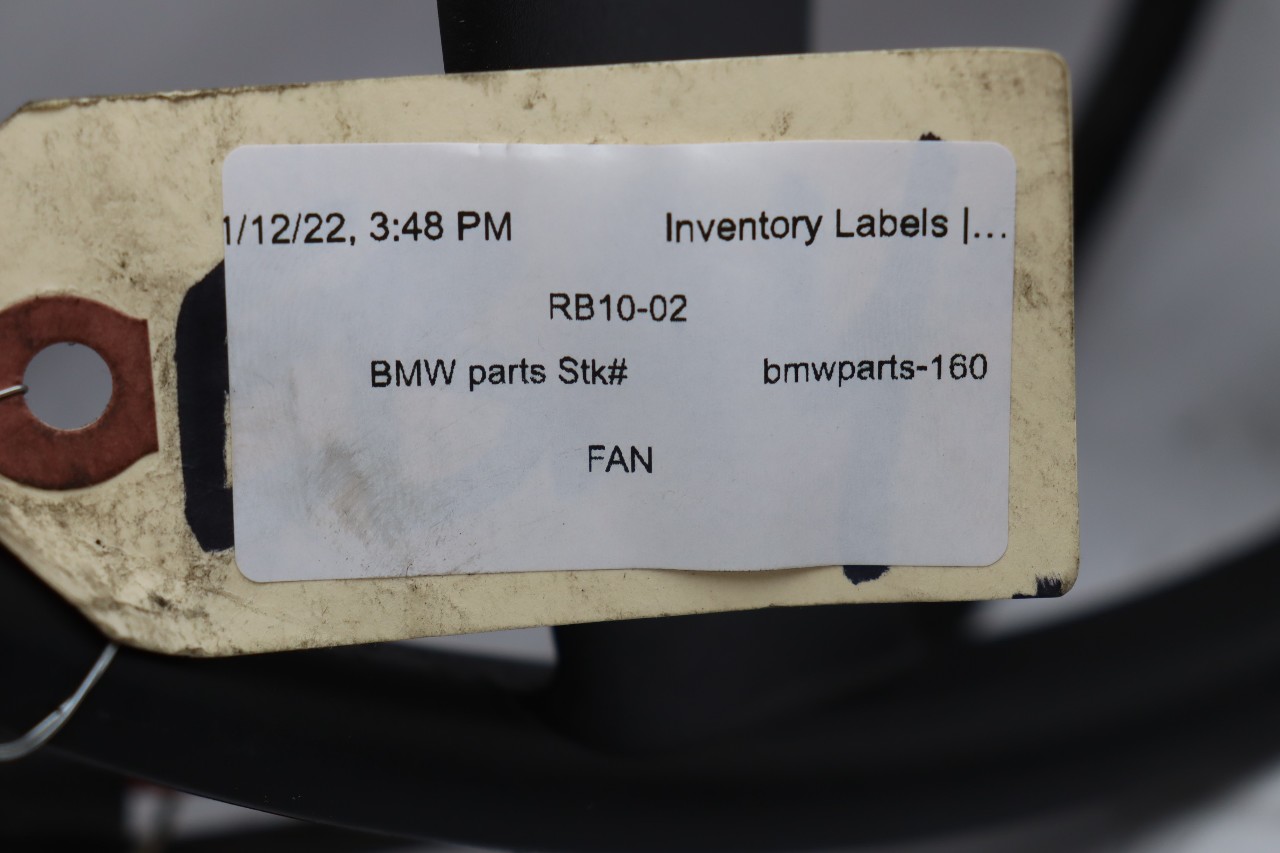 1/12/22, 3:48 PM Inventory Labels |...
RB10-02
BMW parts Stk# bmwparts-160
FAN